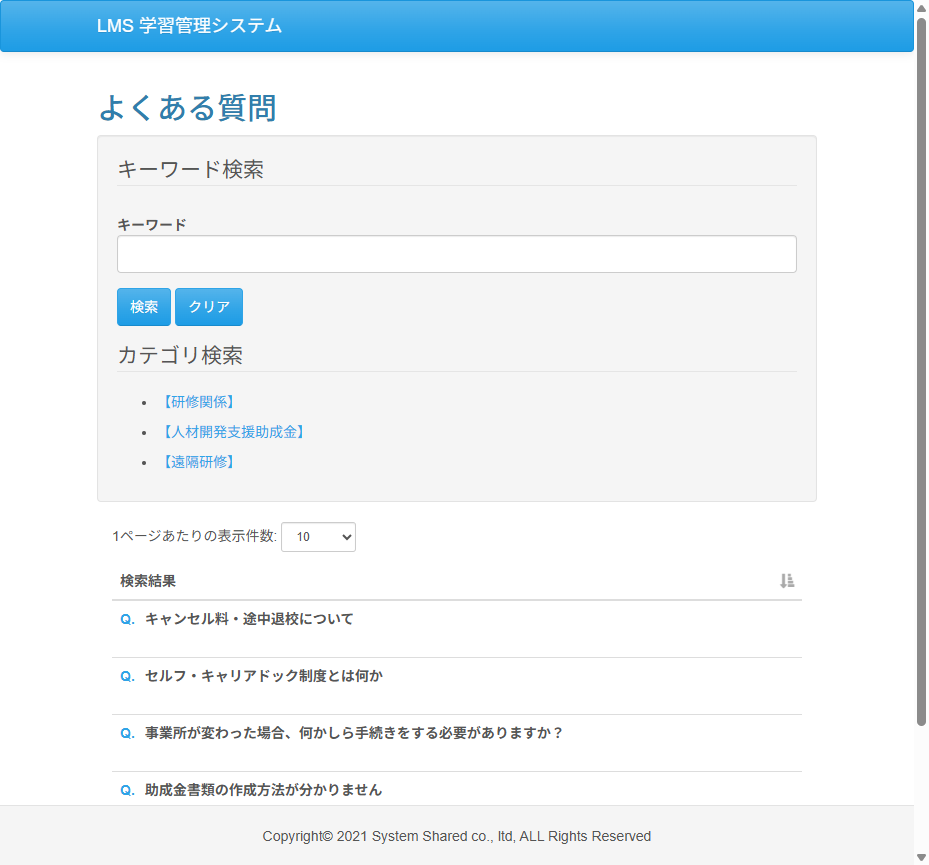 LMS 学習管理システム
よくある質問
キーワード検索
キーワード
検索 クリア
カテゴリ検索
【研修関係】
【人材開発支援助成金】
【遠隔研修】
1ページあたりの表示件数: 10
検索結果
Q. キャンセル料・途中退校について
Q. セルフ・キャリアドック制度とは何か
Q. 事業所が変わった場合、何かしら手続きをする必要がありますか？
Q. 助成金書類の作成方法が分かりません
Copyright© 2021 System Shared co., ltd, ALL Rights Reserved